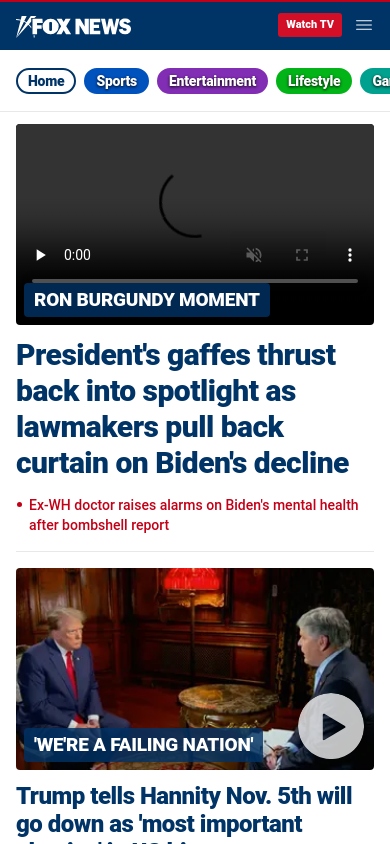 FOX NEWS
Watch TV
Home
Sports
Entertainment
Lifestyle
0:00
RON BURGUNDY MOMENT
President's gaffes thrust
back into spotlight as
lawmakers pull back
curtain on Biden's decline
• Ex-WH doctor raises alarms on Biden's mental health
after bombshell report
'WE'RE A FAILING NATION'
Trump tells Hannity Nov. 5th will
go down as 'most important